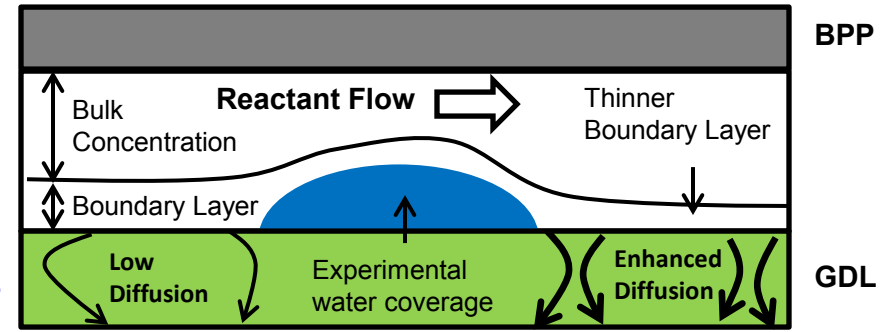 BPP
Reactant Flow
Bulk
Concentration
Thinner
Boundary Layer
Boundary Layer
Low
Diffusion
Experimental
water coverage
Enhanced
Diffusion
GDL